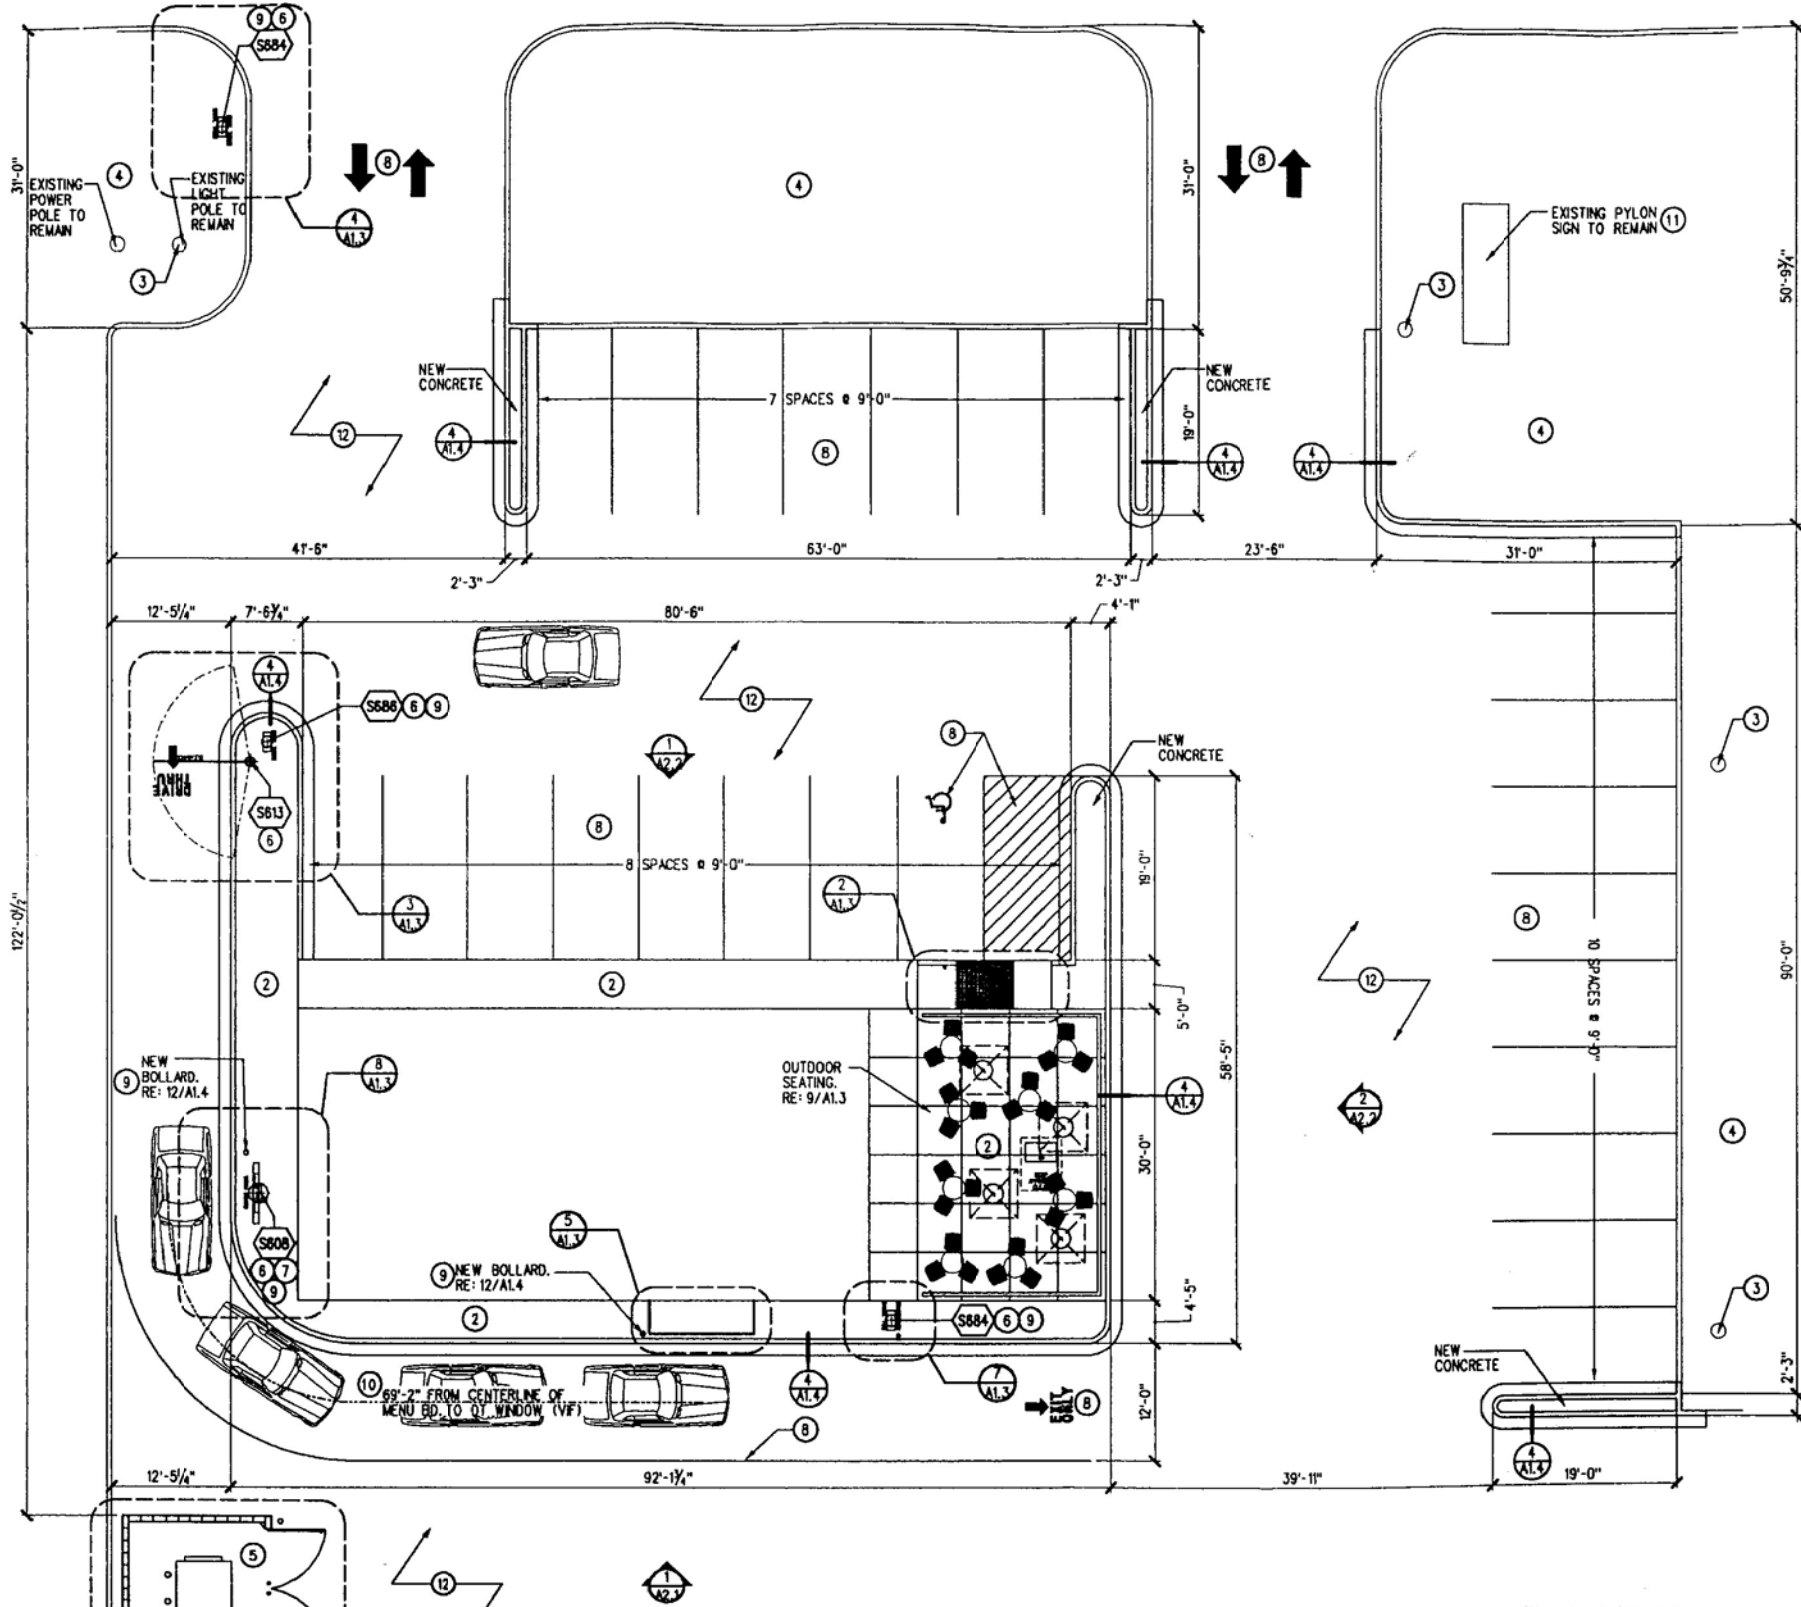 9 6
S684
31'-0"
4
EXISTING
POWER
POLE TO
REMAIN
EXISTING
LIGHT
POLE TO
REMAIN
3
4
A1.3
8
4
31'-0"
8
EXISTING PYLON
SIGN TO REMAIN
11
3
50'-9¾"
4
NEW
CONCRETE
7 SPACES @ 9'-0"
NEW
CONCRETE
19'-0"
12
4
A1.4
8
4
A1.4
4
A1.4
41'-6"
63'-0"
23'-6"
31'-0"
2'-3"
2'-3"
12'-5¼"
7'-6¾"
80'-6"
4'-1"
4
A1.4
S686 6 9
12
1
A2.2
8
NEW
CONCRETE
3
DRIVE
THRU
S613
6
8
8 SPACES @ 9'-0"
19'-0"
2
A1.3
3
A1.3
122'-0½"
8
10 SPACES @ 9'-0"
90'-0"
12
2
2
5'-0"
58'-5"
9
NEW
BOLLARD.
RE: 12/A1.4
8
A1.3
OUTDOOR
SEATING.
RE: 9/A1.3
4
A1.4
2
A2.2
2
30'-0"
4
5
A1.3
S608
6 7
9
9
NEW BOLLARD.
RE: 12/A1.4
2
S684 6 9
4'-5"
3
NEW
CONCRETE
2'-3"
10
69'-2" FROM CENTERLINE OF
MENU BD. TO OT WINDOW (VIF)
4
A1.4
7
A1.3
EXIT
ONLY
8
12'-0"
8
4
A1.4
12'-5¼"
92'-1¾"
39'-11"
19'-0"
5
12
1
A2.1